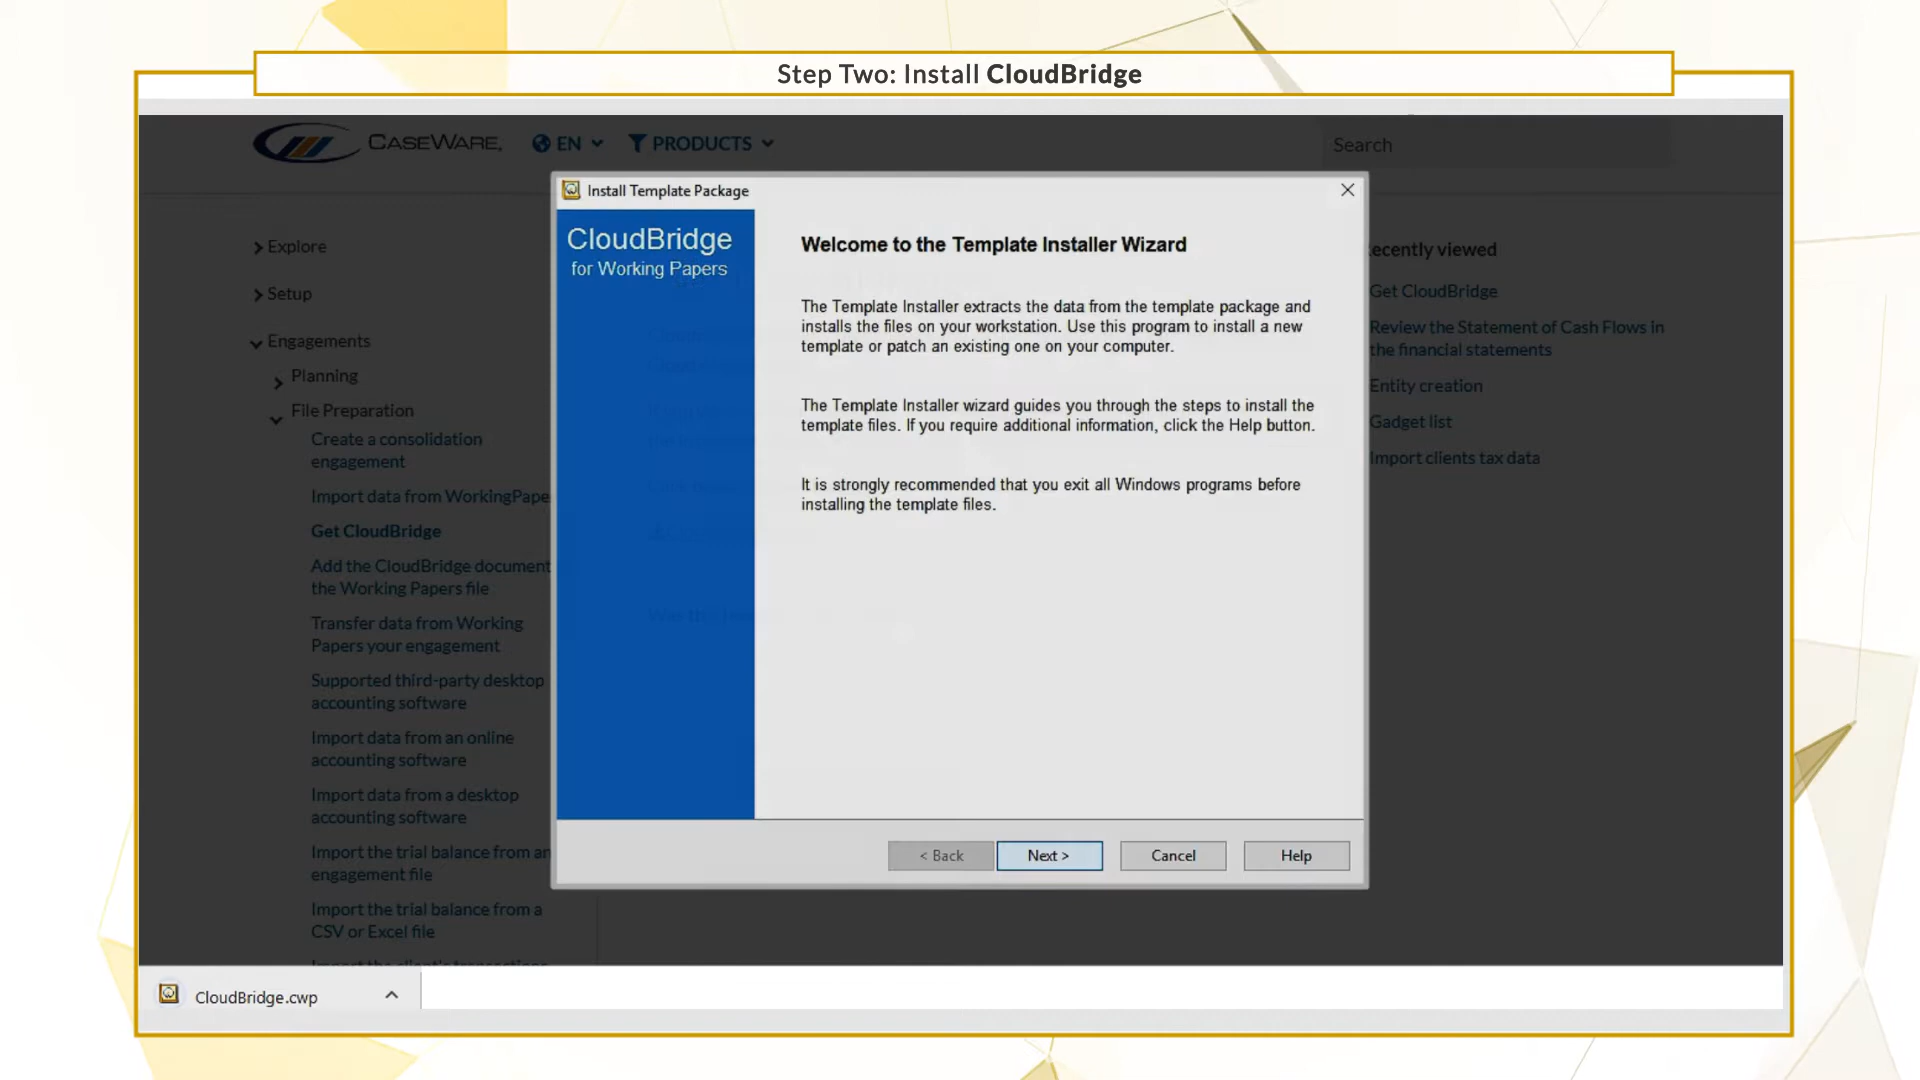 Step Two: Install CloudBridge
CASEWARE
EN
PRODUCTS
Search
Explore
Setup
Engagements
Planning
File Preparation
Create a consolidation
engagement
Import data from WorkingPape
Get CloudBridge
Add the CloudBridge document
the Working Papers file
Transfer data from Working
Papers your engagement
Supported third-party desktop
accounting software
Import data from an online
accounting software
Import data from a desktop
accounting software
Import the trial balance from an
engagement file
Import the trial balance from a
CSV or Excel file
Install Template Package
CloudBridge
for Working Papers
Welcome to the Template Installer Wizard
The Template Installer extracts the data from the template package and
installs the files on your workstation. Use this program to install a new
template or patch an existing one on your computer.
The Template Installer wizard guides you through the steps to install the
template files. If you require additional information, click the Help button.
It is strongly recommended that you exit all Windows programs before
installing the template files.
< Back
Next >
Cancel
Help
ecently viewed
Get CloudBridge
Review the Statement of Cash Flows in
the financial statements
Entity creation
Gadget list
Import clients tax data
CloudBridge.cwp